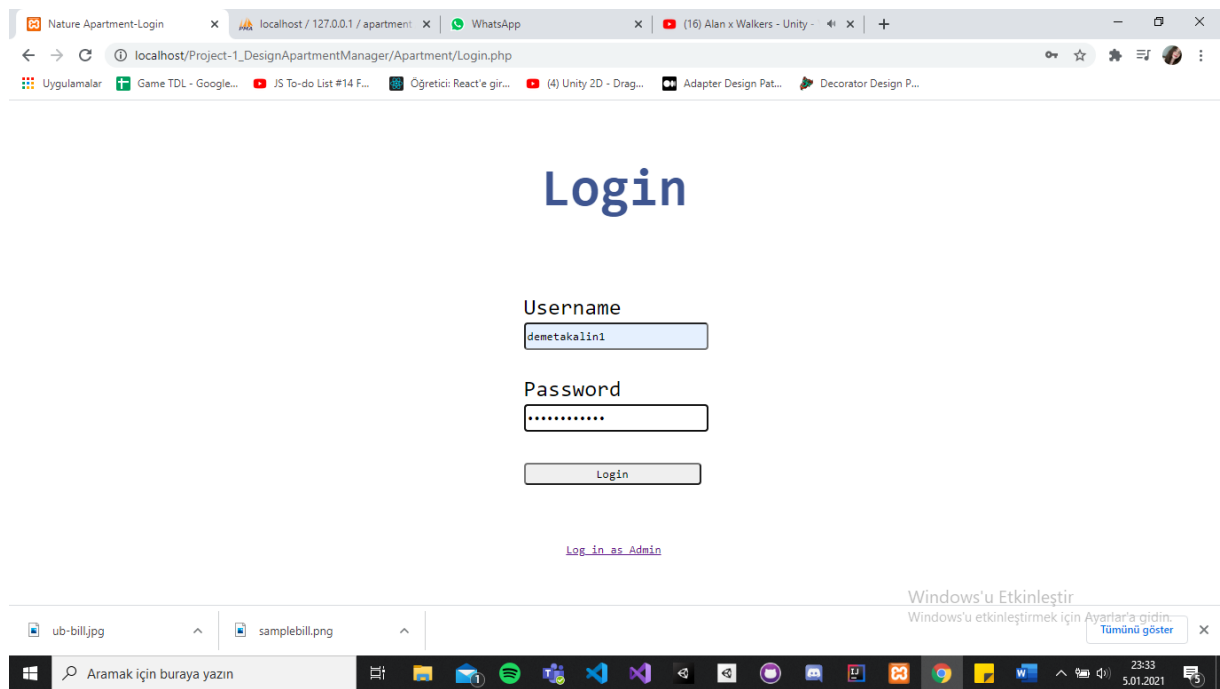 Nature Apartment-Login
localhost / 127.0.0.1 / apartment
WhatsApp
(16) Alan x Walkers - Unity -
localhost/Project-1_DesignApartmentManager/Apartment/Login.php
Uygulamalar
Game TDL - Google...
JS To-do List #14 F...
Öğretici: React'e gir...
(4) Unity 2D - Drag...
Adapter Design Pat...
Decorator Design P...
Login
Username
demetakalin1
Password
••••••••••••
Login
Log in as Admin
Windows'u Etkinleştir
Windows'u etkinleştirmek için Ayarlar'a gidin.
ub-bill.jpg
samplebill.png
Tümünü göster
Aramak için buraya yazın
23:33
5.01.2021